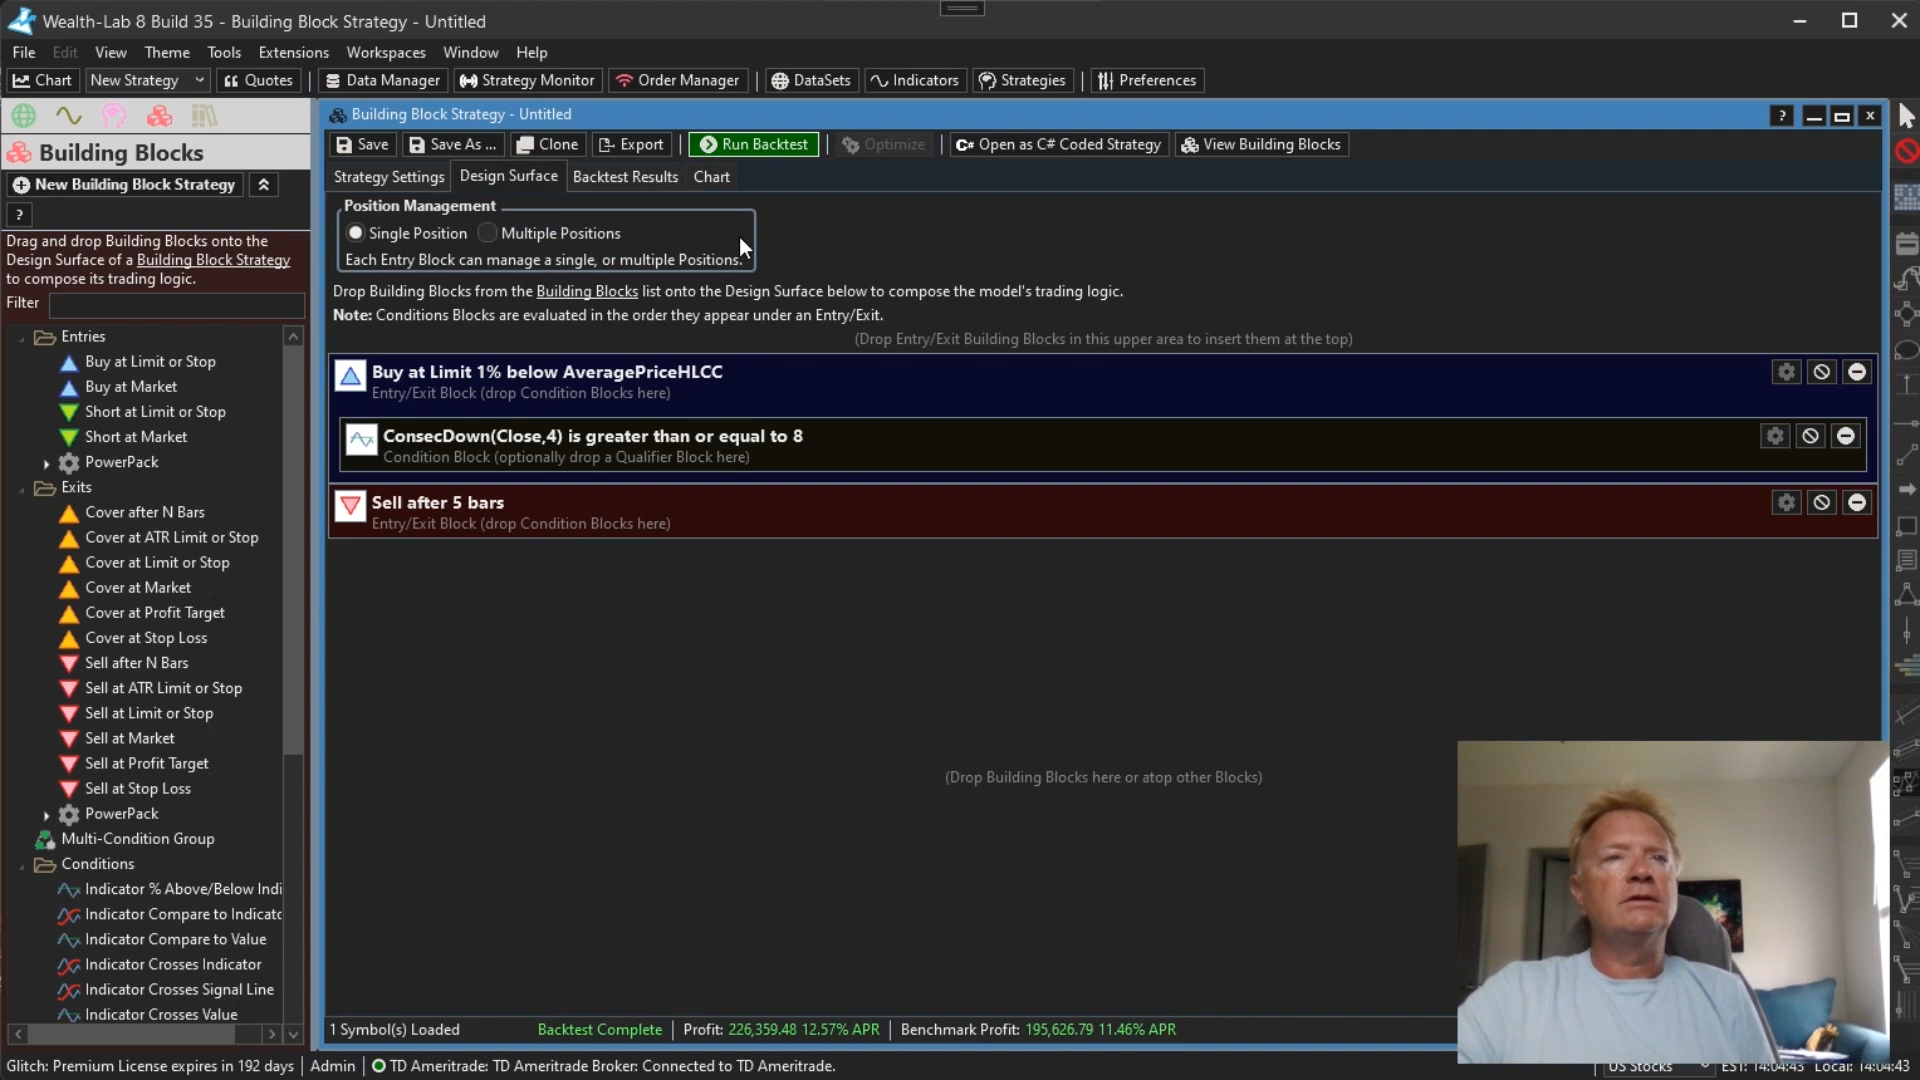 Wealth-Lab 8 Build 35 - Building Block Strategy - Untitled
File Edit View Theme Tools Extensions Workspaces Window Help
Chart New Strategy Quotes Data Manager Strategy Monitor Order Manager DataSets Indicators Strategies Preferences
Building Blocks
New Building Block Strategy
?
Drag and drop Building Blocks onto the
Design Surface of a Building Block Strategy
to compose its trading logic.
Filter
Entries
Buy at Limit or Stop
Buy at Market
Short at Limit or Stop
Short at Market
PowerPack
Exits
Cover after N Bars
Cover at ATR Limit or Stop
Cover at Limit or Stop
Cover at Market
Cover at Profit Target
Cover at Stop Loss
Sell after N Bars
Sell at ATR Limit or Stop
Sell at Limit or Stop
Sell at Market
Sell at Profit Target
Sell at Stop Loss
PowerPack
Multi-Condition Group
Conditions
Indicator % Above/Below Indi
Indicator Compare to Indicato
Indicator Compare to Value
Indicator Crosses Indicator
Indicator Crosses Signal Line
Indicator Crosses Value
Building Block Strategy - Untitled
?
Save Save As ... Clone Export Run Backtest Optimize C# Open as C# Coded Strategy View Building Blocks
Strategy Settings Design Surface Backtest Results Chart
Position Management
Single Position Multiple Positions
Each Entry Block can manage a single, or multiple Positions.
Drop Building Blocks from the Building Blocks list onto the Design Surface below to compose the model's trading logic.
Note: Conditions Blocks are evaluated in the order they appear under an Entry/Exit.
(Drop Entry/Exit Building Blocks in this upper area to insert them at the top)
Buy at Limit 1% below AveragePriceHLCC
Entry/Exit Block (drop Condition Blocks here)
ConsecDown(Close,4) is greater than or equal to 8
Condition Block (optionally drop a Qualifier Block here)
Sell after 5 bars
Entry/Exit Block (drop Condition Blocks here)
(Drop Building Blocks here or atop other Blocks)
1 Symbol(s) Loaded Backtest Complete Profit: 226,359.48 12.57% APR Benchmark Profit: 195,626.79 11.46% APR
Glitch: Premium License expires in 192 days Admin TD Ameritrade: TD Ameritrade Broker: Connected to TD Ameritrade. US Stocks EST: 14:04:43 Local: 14:04:43